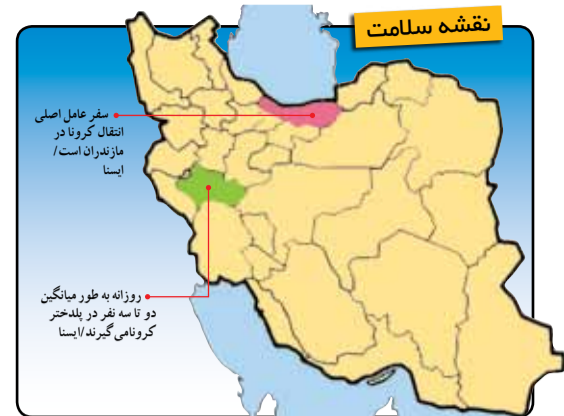 نقشه سلامت
سفر عامل اصلی
انتقال کرونا در
مازندران است/
ایسنا
روزانه به طور میانگین
دو تا سه نفر در پلدختر
کرونامی‌گیرند/ایسنا